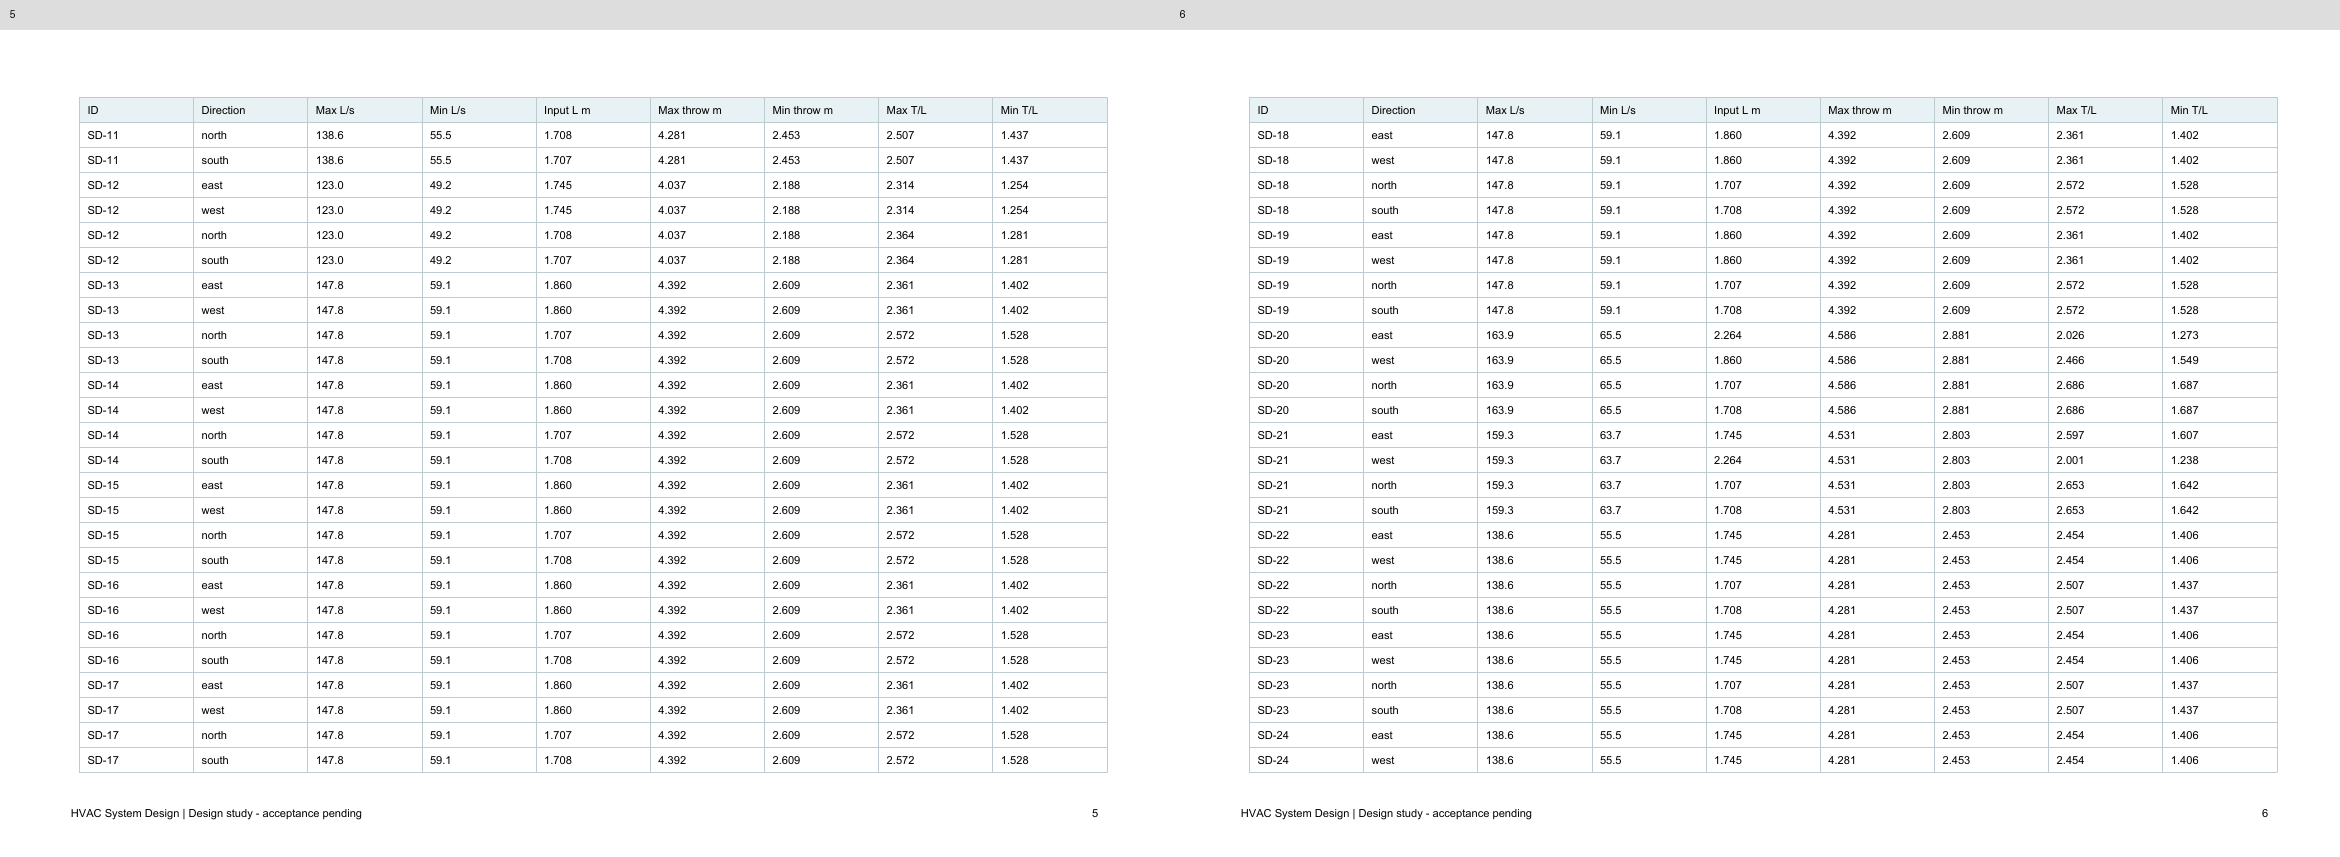 5
ID Direction Max L/s Min L/s Input L m Max throw m Min throw m Max T/L Min T/L
SD-11 north 138.6 55.5 1.708 4.281 2.453 2.507 1.437
SD-11 south 138.6 55.5 1.707 4.281 2.453 2.507 1.437
SD-12 east 123.0 49.2 1.745 4.037 2.188 2.314 1.254
SD-12 west 123.0 49.2 1.745 4.037 2.188 2.314 1.254
SD-12 north 123.0 49.2 1.708 4.037 2.188 2.364 1.281
SD-12 south 123.0 49.2 1.707 4.037 2.188 2.364 1.281
SD-13 east 147.8 59.1 1.860 4.392 2.609 2.361 1.402
SD-13 west 147.8 59.1 1.860 4.392 2.609 2.361 1.402
SD-13 north 147.8 59.1 1.707 4.392 2.609 2.572 1.528
SD-13 south 147.8 59.1 1.708 4.392 2.609 2.572 1.528
SD-14 east 147.8 59.1 1.860 4.392 2.609 2.361 1.402
SD-14 west 147.8 59.1 1.860 4.392 2.609 2.361 1.402
SD-14 north 147.8 59.1 1.707 4.392 2.609 2.572 1.528
SD-14 south 147.8 59.1 1.708 4.392 2.609 2.572 1.528
SD-15 east 147.8 59.1 1.860 4.392 2.609 2.361 1.402
SD-15 west 147.8 59.1 1.860 4.392 2.609 2.361 1.402
SD-15 north 147.8 59.1 1.707 4.392 2.609 2.572 1.528
SD-15 south 147.8 59.1 1.708 4.392 2.609 2.572 1.528
SD-16 east 147.8 59.1 1.860 4.392 2.609 2.361 1.402
SD-16 west 147.8 59.1 1.860 4.392 2.609 2.361 1.402
SD-16 north 147.8 59.1 1.707 4.392 2.609 2.572 1.528
SD-16 south 147.8 59.1 1.708 4.392 2.609 2.572 1.528
SD-17 east 147.8 59.1 1.860 4.392 2.609 2.361 1.402
SD-17 west 147.8 59.1 1.860 4.392 2.609 2.361 1.402
SD-17 north 147.8 59.1 1.707 4.392 2.609 2.572 1.528
SD-17 south 147.8 59.1 1.708 4.392 2.609 2.572 1.528
HVAC System Design | Design study - acceptance pending 5
6
ID Direction Max L/s Min L/s Input L m Max throw m Min throw m Max T/L Min T/L
SD-18 east 147.8 59.1 1.860 4.392 2.609 2.361 1.402
SD-18 west 147.8 59.1 1.860 4.392 2.609 2.361 1.402
SD-18 north 147.8 59.1 1.707 4.392 2.609 2.572 1.528
SD-18 south 147.8 59.1 1.708 4.392 2.609 2.572 1.528
SD-19 east 147.8 59.1 1.860 4.392 2.609 2.361 1.402
SD-19 west 147.8 59.1 1.860 4.392 2.609 2.361 1.402
SD-19 north 147.8 59.1 1.707 4.392 2.609 2.572 1.528
SD-19 south 147.8 59.1 1.708 4.392 2.609 2.572 1.528
SD-20 east 163.9 65.5 2.264 4.586 2.881 2.026 1.273
SD-20 west 163.9 65.5 1.860 4.586 2.881 2.466 1.549
SD-20 north 163.9 65.5 1.707 4.586 2.881 2.686 1.687
SD-20 south 163.9 65.5 1.708 4.586 2.881 2.686 1.687
SD-21 east 159.3 63.7 1.745 4.531 2.803 2.597 1.607
SD-21 west 159.3 63.7 2.264 4.531 2.803 2.001 1.238
SD-21 north 159.3 63.7 1.707 4.531 2.803 2.653 1.642
SD-21 south 159.3 63.7 1.708 4.531 2.803 2.653 1.642
SD-22 east 138.6 55.5 1.745 4.281 2.453 2.454 1.406
SD-22 west 138.6 55.5 1.745 4.281 2.453 2.454 1.406
SD-22 north 138.6 55.5 1.707 4.281 2.453 2.507 1.437
SD-22 south 138.6 55.5 1.708 4.281 2.453 2.507 1.437
SD-23 east 138.6 55.5 1.745 4.281 2.453 2.454 1.406
SD-23 west 138.6 55.5 1.745 4.281 2.453 2.454 1.406
SD-23 north 138.6 55.5 1.707 4.281 2.453 2.507 1.437
SD-23 south 138.6 55.5 1.708 4.281 2.453 2.507 1.437
SD-24 east 138.6 55.5 1.745 4.281 2.453 2.454 1.406
SD-24 west 138.6 55.5 1.745 4.281 2.453 2.454 1.406
HVAC System Design | Design study - acceptance pending 6